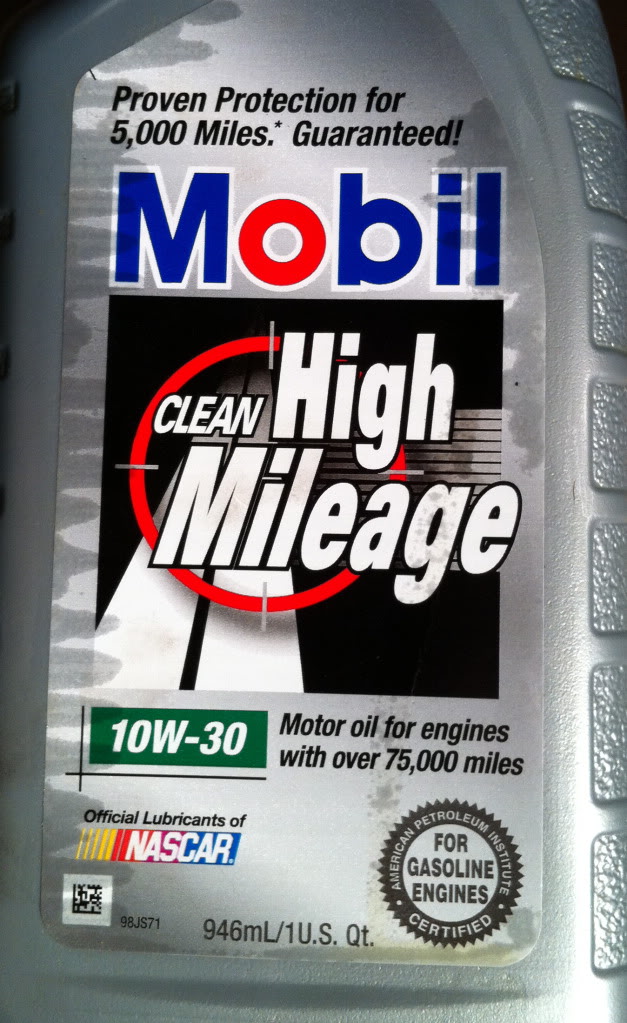 Proven Protection for
5,000 Miles.* Guaranteed!
Mobil
CLEAN High
Mileage
10W-30
Motor oil for engines
with over 75,000 miles
Official Lubricants of
NASCAR
98JS71
946mL/1U.S. Qt.
AMERICAN PETROLEUM INSTITUTE
FOR
GASOLINE
ENGINES
CERTIFIED